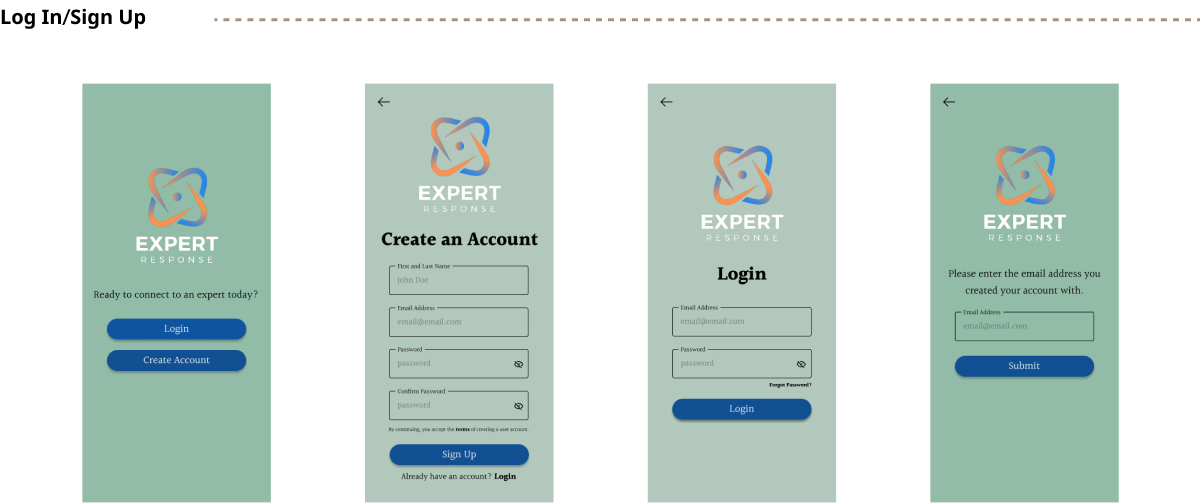 Log In/Sign Up
EXPERT
RESPONSE
Ready to connect to an expert today?
Login
Create Account
EXPERT
RESPONSE
Create an Account
First and Last Name
John Doe
Email Address
email@email.com
Password
password
Confirm Password
password
By continuing, you accept the terms of creating a user account.
Sign Up
Already have an account? Login
EXPERT
RESPONSE
Login
Email Address
email@email.com
Password
password
Forgot Password?
Login
EXPERT
RESPONSE
Please enter the email address you
created your account with.
Email Address
email@email.com
Submit